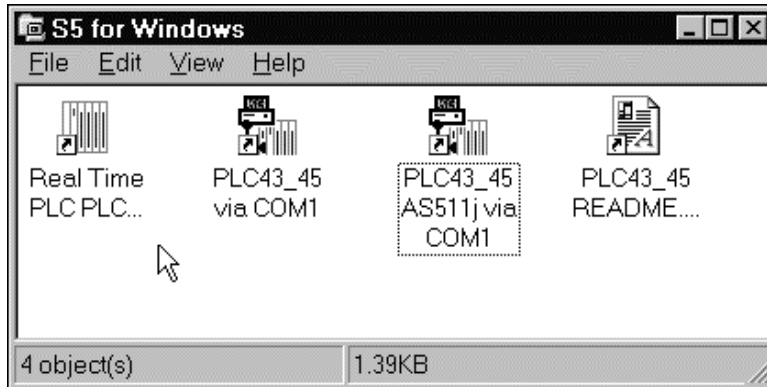 S5 for Windows
File Edit View Help
Real Time
PLC PLC...
PLC43_45
via COM1
PLC43_45
AS511j via
COM1
PLC43_45
README....
4 object(s)
1.39KB